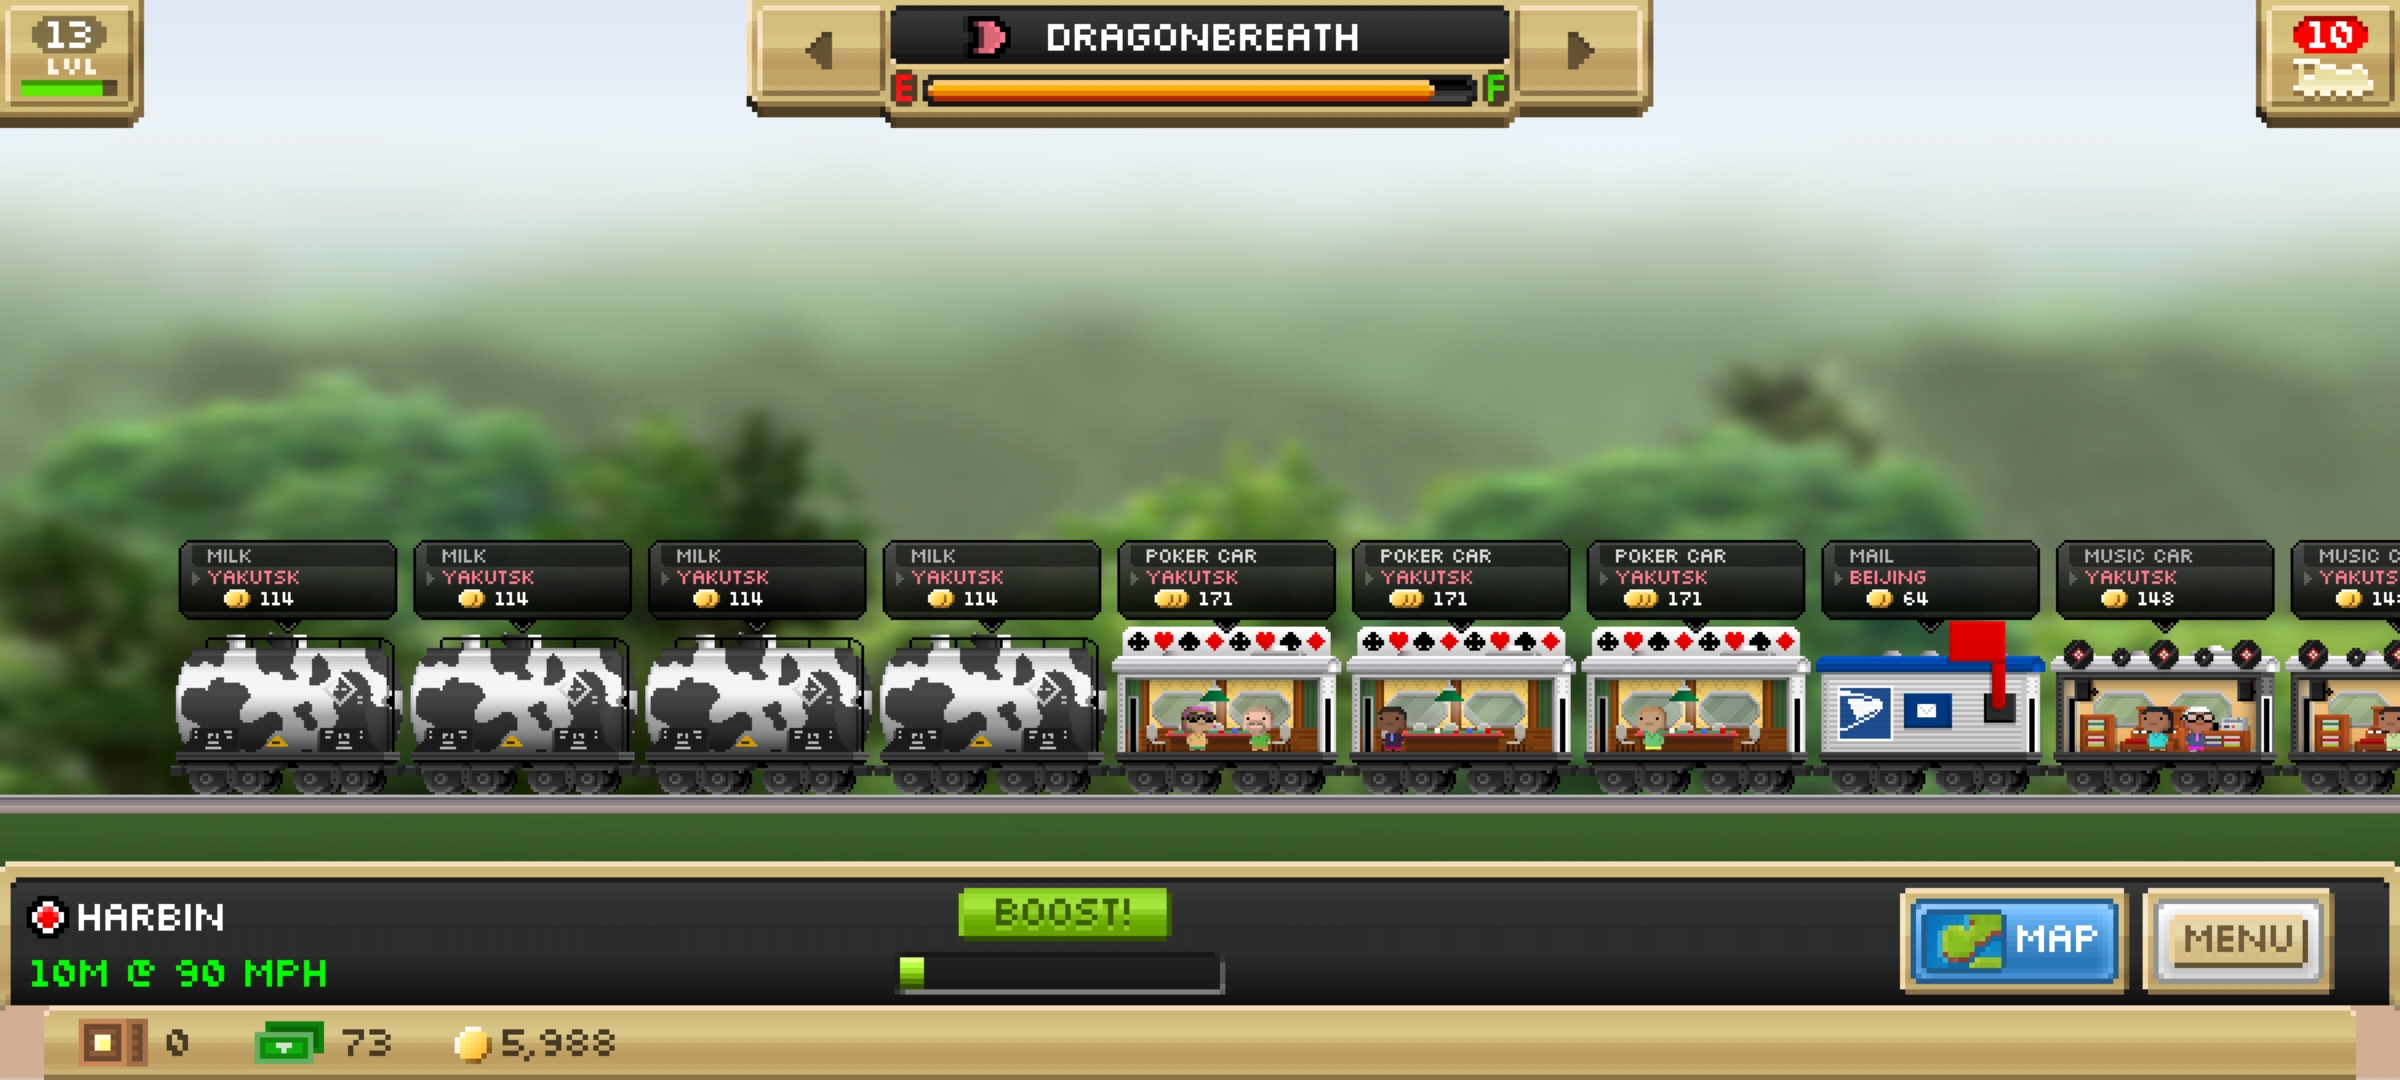 13
LVL
DRAGONBREATH
E F
10
MILK
YAKUTSK
114
MILK
YAKUTSK
114
MILK
YAKUTSK
114
MILK
YAKUTSK
114
POKER CAR
YAKUTSK
171
POKER CAR
YAKUTSK
171
POKER CAR
YAKUTSK
171
MAIL
BEIJING
64
MUSIC CAR
YAKUTSK
148
MUSIC C
YAKUTS
14
HARBIN
10M @ 90 MPH
BOOST!
MAP
MENU
0 73 5,988